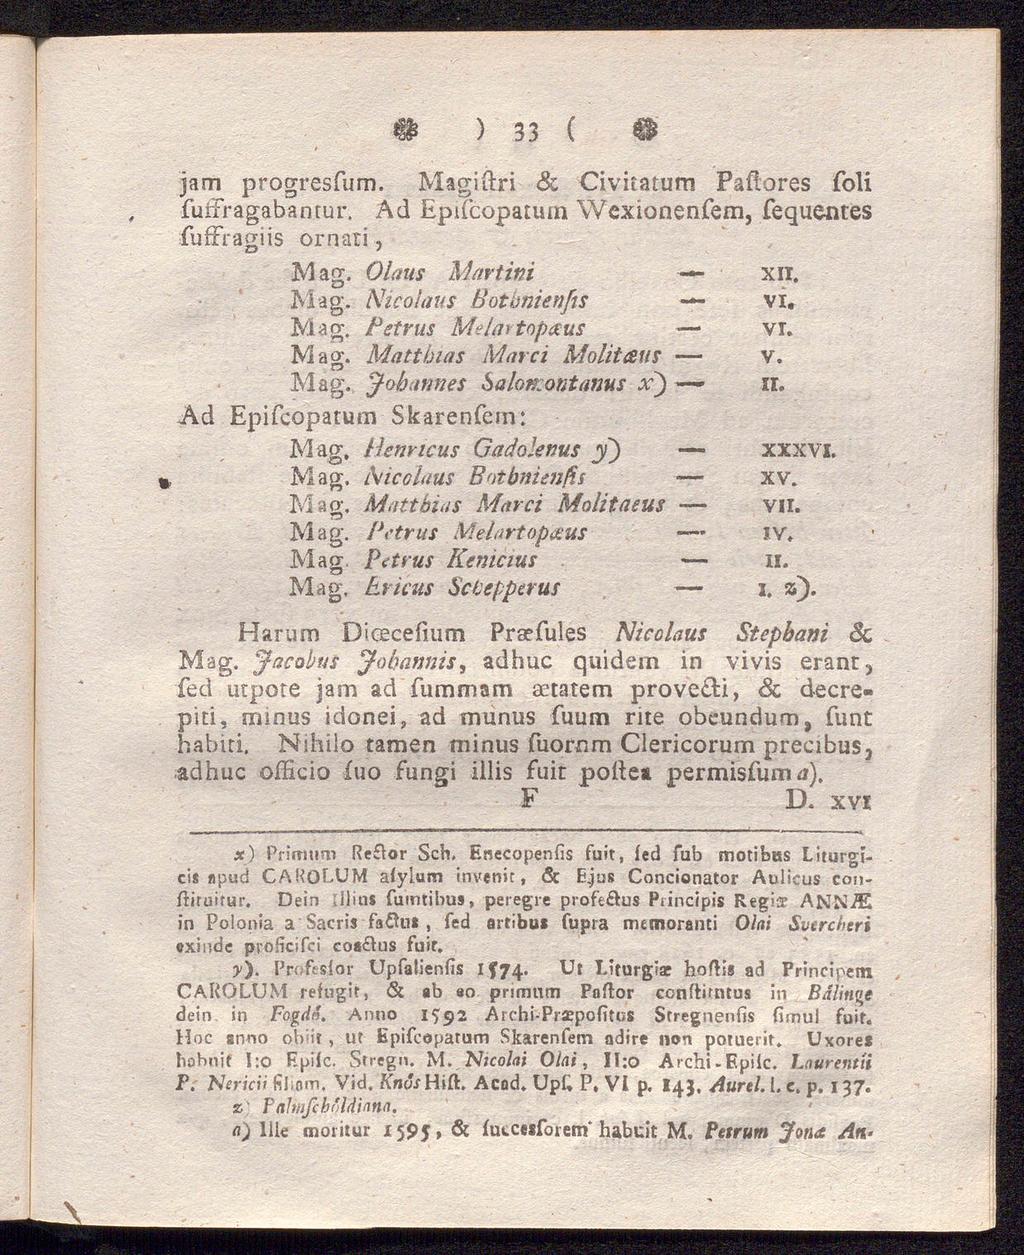 ❁ ) 33 ( ❁
jam progresſum. Magiſtri & Civitatum Paſtores ſoli
ſuffragabantur. Ad Epiſcopatum Wexionenſem, ſequentes
ſuffragiis ornati,
Mag. Olaus Martini — XII.
Mag. Nicolaus Bothnienſis — VI.
Mag. Petrus Melartopæus — VI.
Mag. Matthias Marci Molitæus — V.
Mag. Johannes Salomontanus x) — II.
Ad Epiſcopatum Skarenſem:
Mag. Henricus Gadolenus y) — XXXVI.
Mag. Nicolaus Bothnienſis — XV.
Mag. Matthias Marci Molitaeus — VII.
Mag. Petrus Melartopæus — IV.
Mag. Petrus Kenicius — II.
Mag. Ericus Schepperus — I. z).
Harum Diœceſium Præſules Nicolaus Stephani &
Mag. Jacobus Johannis, adhuc quidem in vivis erant,
ſed utpote jam ad ſummam ætatem provecti, & decre-
piti, minus idonei, ad munus ſuum rite obeundum, ſunt
habiti. Nihilo tamen minus ſuornm Clericorum precibus,
adhuc officio ſuo fungi illis fuit poſtea permisſum a).
F D. XVI
x) Primum Rector Sch. Enecopenſis fuit, ſed ſub motibus Liturgi-
cis apud CAROLUM aſylum invenit, & Ejus Concionator Aulicus con-
ſtituitur. Dein illius ſumtibus, peregre profectus Principis Regiæ ANNÆ
in Polonia a Sacris factus, ſed artibus ſupra memoranti Olai Svercheri
exinde proficiſci coactus fuit.
y). Profesſor Upſalienſis 1574. Ut Liturgiæ hoſtis ad Principem
CAROLUM refugit, & ab eo primum Paſtor conſtitntus in Bålinge
dein in Fogdö. Anno 1592 Archi-Præpoſitus Stregnenſis ſimul fuit.
Hoc anno obiit, ut Epiſcopatum Skarenſem adire non potuerit. Uxores
habnit I:o Epiſc. Stregn. M. Nicolai Olai, II:o Archi-Epiſc. Laurentii
P. Nericii filiam. Vid. Knös Hiſt. Acad. Upſ. P. VI p. 143. Aurel. l. c. p. 137.
z) Palmſchöldiana.
a) Ille moritur 1595, & ſuccesſorem habuit M. Petrum Jonæ An-